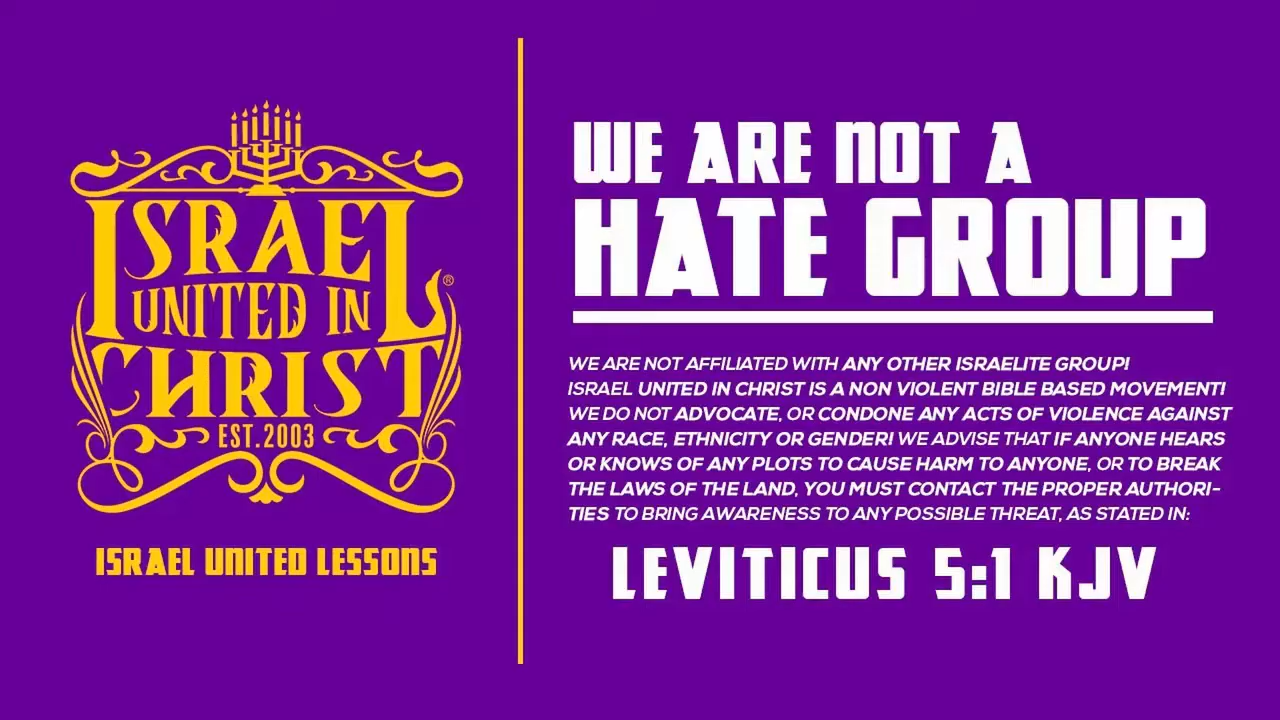 ISRAEL
UNITED IN
CHRIST
®
EST.2003
ISRAEL UNITED LESSONS
WE ARE NOT A
HATE GROUP
WE ARE NOT AFFILIATED WITH ANY OTHER ISRAELITE GROUP!
ISRAEL UNITED IN CHRIST IS A NON VIOLENT BIBLE BASED MOVEMENT!
WE DO NOT ADVOCATE, OR CONDONE ANY ACTS OF VIOLENCE AGAINST
ANY RACE, ETHNICITY OR GENDER! WE ADVISE THAT IF ANYONE HEARS
OR KNOWS OF ANY PLOTS TO CAUSE HARM TO ANYONE, OR TO BREAK
THE LAWS OF THE LAND, YOU MUST CONTACT THE PROPER AUTHORI-
TIES TO BRING AWARENESS TO ANY POSSIBLE THREAT, AS STATED IN:
LEVITICUS 5:1 KJV